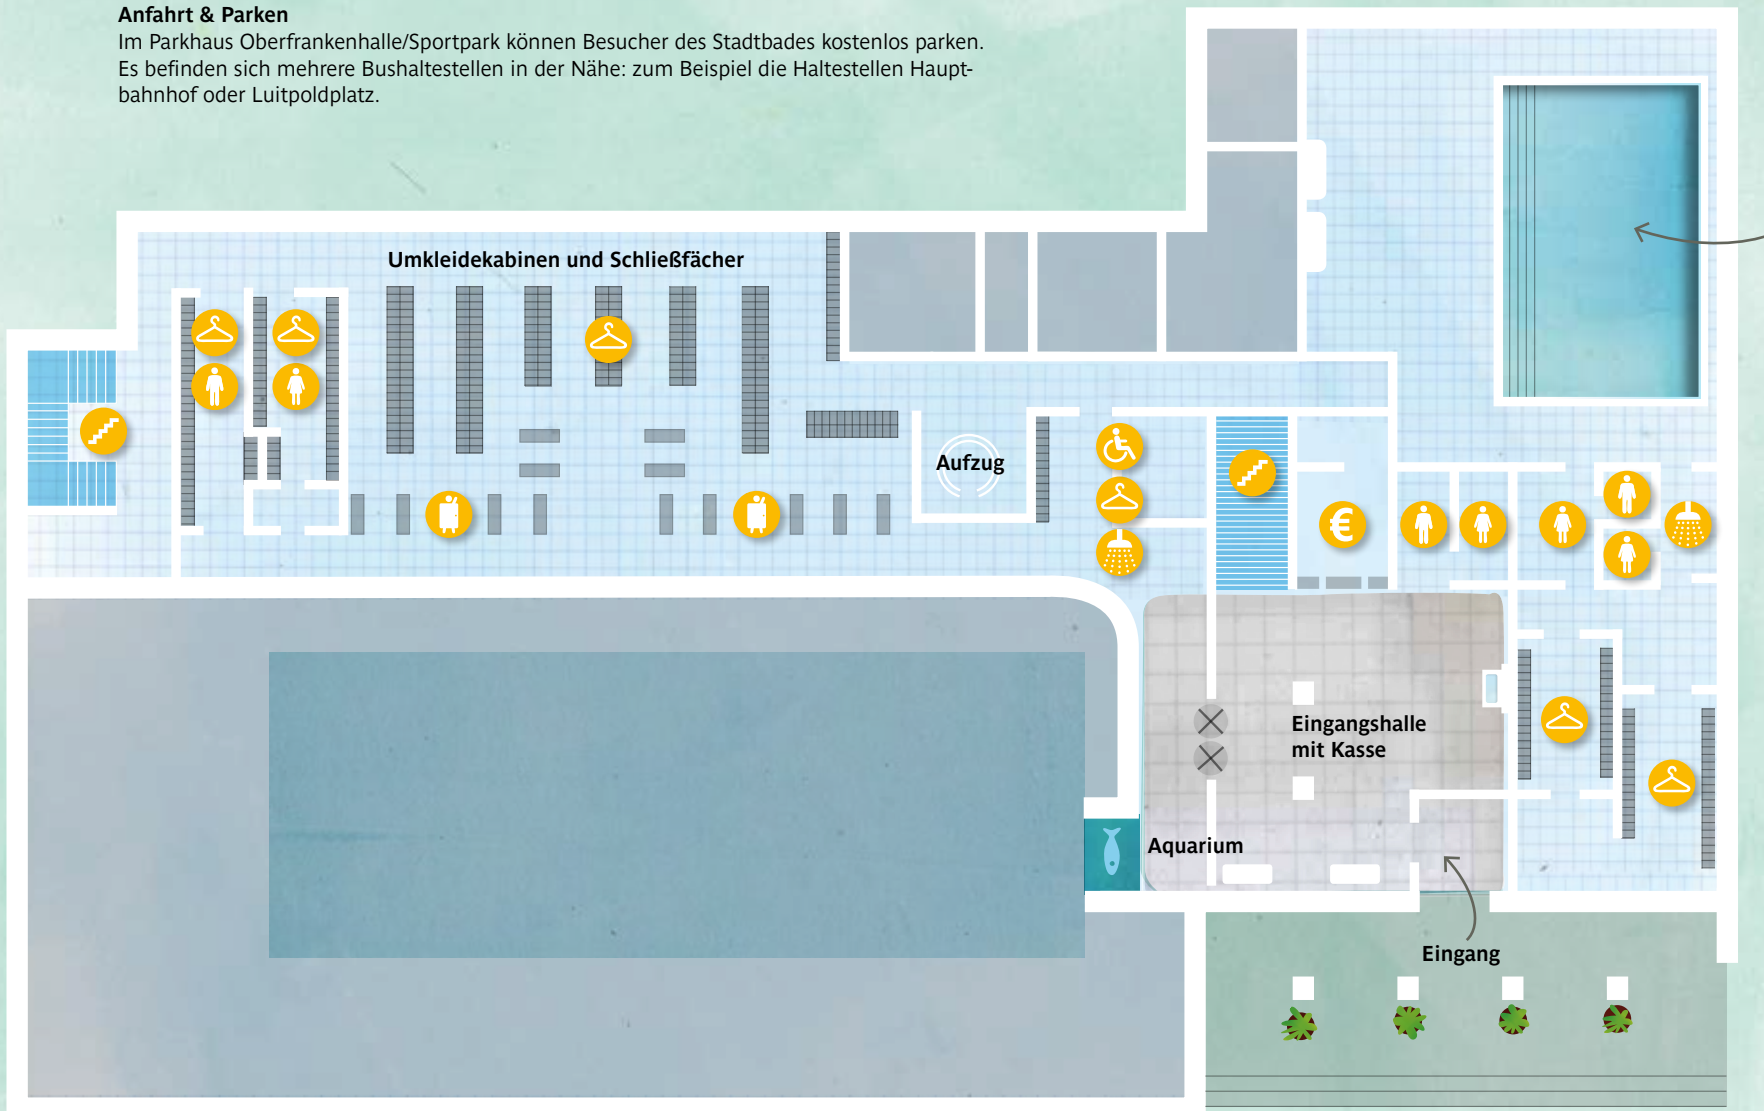 Anfahrt & Parken
Im Parkhaus Oberfrankenhalle/Sportpark können Besucher des Stadtbades kostenlos parken.
Es befinden sich mehrere Bushaltestellen in der Nähe: zum Beispiel die Haltestellen Haupt-
bahnhof oder Luitpoldplatz.
Umkleidekabinen und Schließfächer
Aufzug
€
Eingangshalle
mit Kasse
Aquarium
Eingang